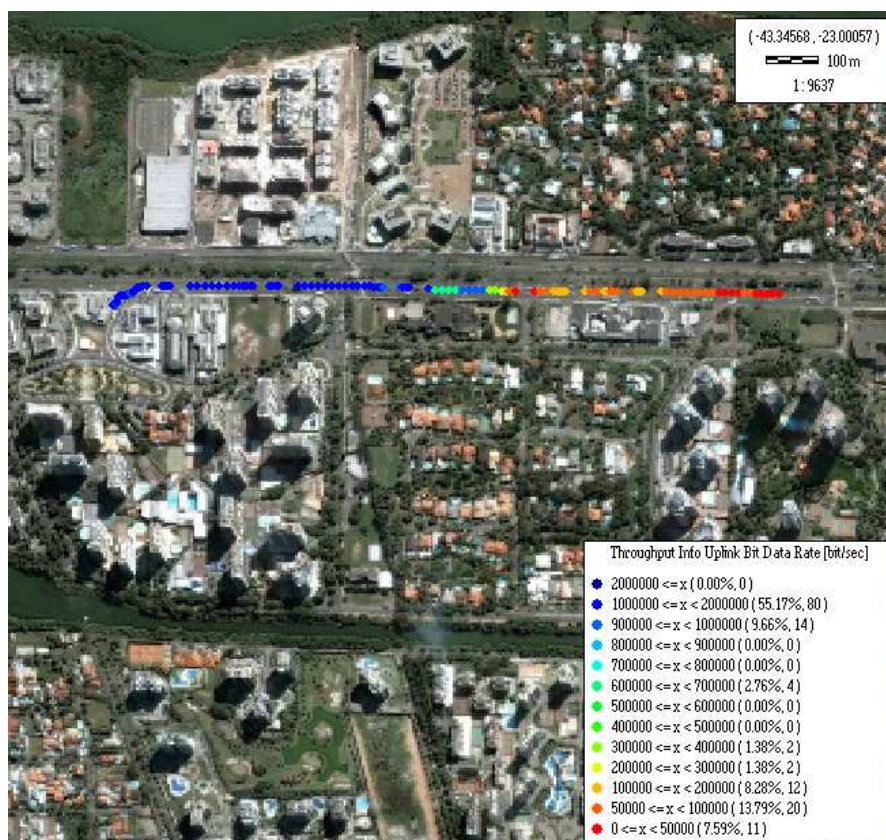 ( -43.34568 , -23.00057)
100 m
1 : 9637
Throughput Info Uplink Bit Data Rate [bit/sec]
2000000 <= x ( 0.00%, 0)
1000000 <= x < 2000000 ( 55.17%, 80)
900000 <= x < 1000000 ( 9.66%, 14)
800000 <= x < 900000 ( 0.00%, 0)
700000 <= x < 800000 ( 0.00%, 0)
600000 <= x < 700000 ( 2.76%, 4)
500000 <= x < 600000 ( 0.00%, 0)
400000 <= x < 500000 ( 0.00%, 0)
300000 <= x < 400000 ( 1.38%, 2)
200000 <= x < 300000 ( 1.38%, 2)
100000 <= x < 200000 ( 8.28%, 12)
50000 <= x < 100000 ( 13.79%, 20)
0 <= x < 50000 ( 7.59%, 11)